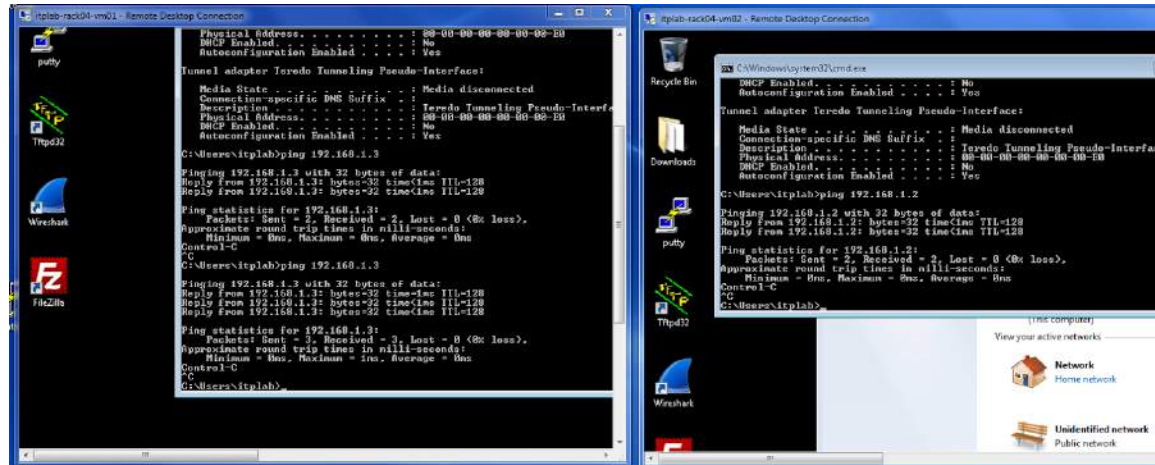 itplab-rack04-vm01 - Remote Desktop Connection
putty
Tftpd32
Wireshark
FileZilla
Physical Address. . . . . . . . . : 00-00-00-00-00-00-00-E0
DHCP Enabled. . . . . . . . . . . : No
Autoconfiguration Enabled . . . . : Yes
Tunnel adapter Teredo Tunneling Pseudo-Interface:
Media State . . . . . . . . . . . : Media disconnected
Connection-specific DNS Suffix  . :
Description . . . . . . . . . . . : Teredo Tunneling Pseudo-Interfa
Physical Address. . . . . . . . . : 00-00-00-00-00-00-00-E0
DHCP Enabled. . . . . . . . . . . : No
Autoconfiguration Enabled . . . . : Yes
C:\Users\itplab>ping 192.168.1.3
Pinging 192.168.1.3 with 32 bytes of data:
Reply from 192.168.1.3: bytes=32 time<1ms TTL=128
Reply from 192.168.1.3: bytes=32 time<1ms TTL=128
Ping statistics for 192.168.1.3:
Packets: Sent = 2, Received = 2, Lost = 0 (0% loss),
Approximate round trip times in milli-seconds:
Minimum = 0ms, Maximum = 0ms, Average = 0ms
Control-C
^C
C:\Users\itplab>ping 192.168.1.3
Pinging 192.168.1.3 with 32 bytes of data:
Reply from 192.168.1.3: bytes=32 time=1ms TTL=128
Reply from 192.168.1.3: bytes=32 time<1ms TTL=128
Reply from 192.168.1.3: bytes=32 time<1ms TTL=128
Ping statistics for 192.168.1.3:
Packets: Sent = 3, Received = 3, Lost = 0 (0% loss),
Approximate round trip times in milli-seconds:
Minimum = 0ms, Maximum = 1ms, Average = 0ms
Control-C
^C
C:\Users\itplab>_
itplab-rack04-vm02 - Remote Desktop Connection
Recycle Bin
Downloads
putty
Tftpd32
Wireshark
C:\Windows\system32\cmd.exe
DHCP Enabled. . . . . . . . . . . : No
Autoconfiguration Enabled . . . . : Yes
Tunnel adapter Teredo Tunneling Pseudo-Interface:
Media State . . . . . . . . . . . : Media disconnected
Connection-specific DNS Suffix  . :
Description . . . . . . . . . . . : Teredo Tunneling Pseudo-Interfa
Physical Address. . . . . . . . . : 00-00-00-00-00-00-00-E0
DHCP Enabled. . . . . . . . . . . : No
Autoconfiguration Enabled . . . . : Yes
C:\Users\itplab>ping 192.168.1.2
Pinging 192.168.1.2 with 32 bytes of data:
Reply from 192.168.1.2: bytes=32 time<1ms TTL=128
Reply from 192.168.1.2: bytes=32 time<1ms TTL=128
Ping statistics for 192.168.1.2:
Packets: Sent = 2, Received = 2, Lost = 0 (0% loss),
Approximate round trip times in milli-seconds:
Minimum = 0ms, Maximum = 0ms, Average = 0ms
Control-C
^C
C:\Users\itplab>_
(This computer)
View your active networks
Network
Home network
Unidentified network
Public network